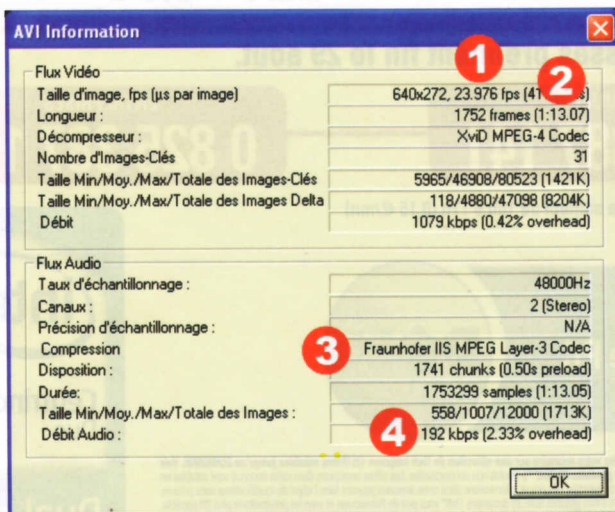 AVI Information
Flux Vidéo
Taille d'image, fps (µs par image) 640x272, 23.976 fps (41
1
2
Longueur : 1752 frames (1:13.07)
Décompresseur : XviD MPEG-4 Codec
Nombre d'Images-Clés 31
Taille Min/Moy./Max/Totale des Images-Clés 5965/46908/80523 (1421K)
Taille Min/Moy./Max/Totale des Images Delta 118/4880/47098 (8204K)
Débit 1079 kbps (0.42% overhead)
Flux Audio
Taux d'échantillonnage : 48000Hz
Canaux : 2 (Stereo)
Précision d'échantillonnage : N/A
Compression 3 Fraunhofer IIS MPEG Layer-3 Codec
Disposition : 1741 chunks (0.50s preload)
Durée: 1753299 samples (1:13.05)
Taille Min/Moy./Max/Totale des Images : 558/1007/12000 (1713K)
Débit Audio : 4 192 kbps (2.33% overhead)
OK